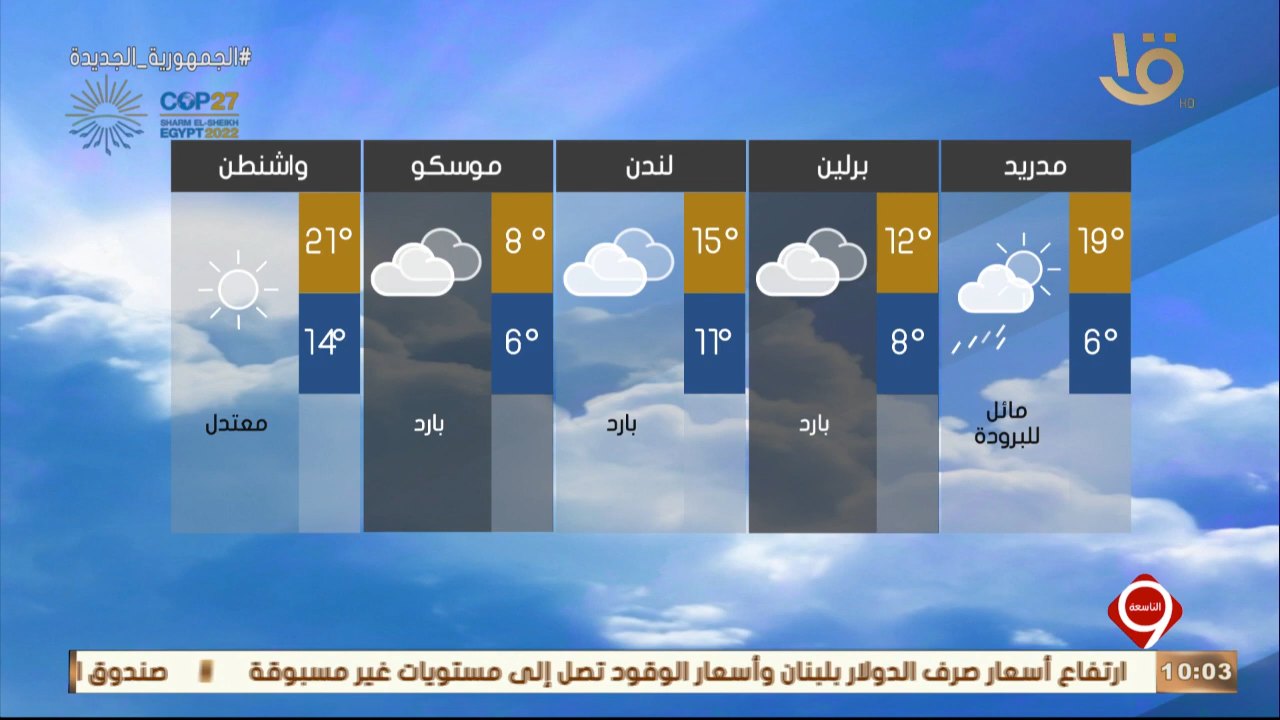 #الجمهورية_الجديدة
COP27
SHARM EL-SHEIKH
EGYPT 2022
HD
مدريد
19°
6°
مائل
للبرودة
برلين
12°
8°
بارد
لندن
15°
11°
بارد
موسكو
8°
6°
بارد
واشنطن
21°
14°
معتدل
التاسعة
9
10:03
ارتفاع أسعار صرف الدولار بلبنان وأسعار الوقود تصل إلى مستويات غير مسبوقة
صندوق ا